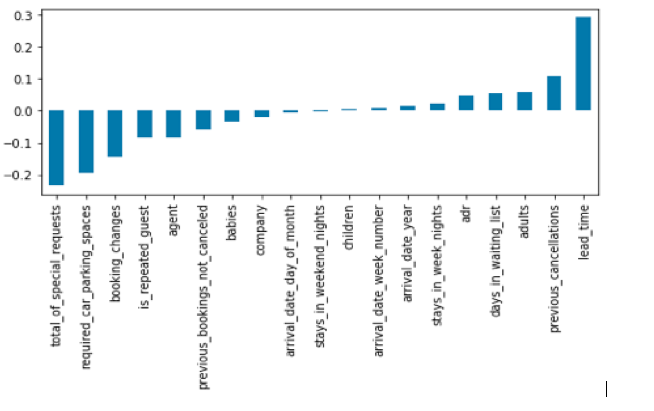 0.3
0.2
0.1
0.0
-0.1
-0.2
total_of_special_requests
required_car_parking_spaces
booking_changes
is_repeated_guest
agent
previous_bookings_not_canceled
babies
company
arrival_date_day_of_month
stays_in_weekend_nights
children
arrival_date_week_number
arrival_date_year
stays_in_week_nights
adr
days_in_waiting_list
adults
previous_cancellations
lead_time